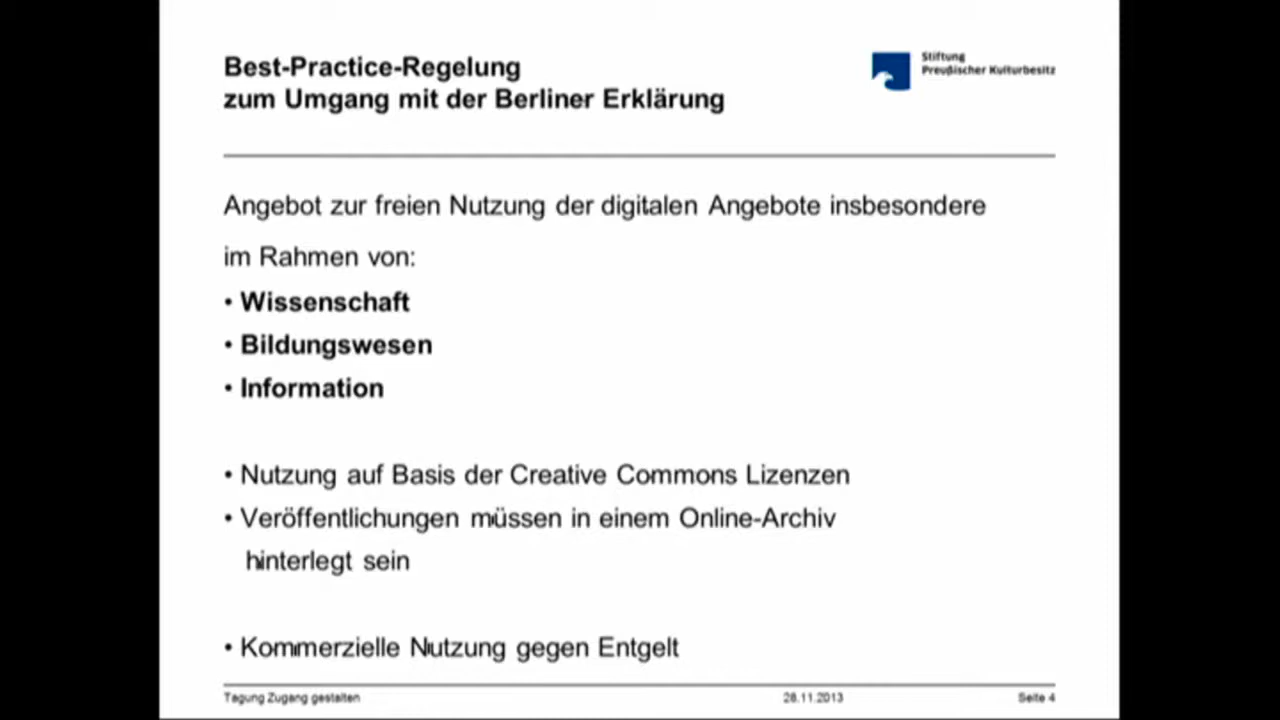 Best-Practice-Regelung
zum Umgang mit der Berliner Erklärung
Stiftung
Preußischer Kulturbesitz
Angebot zur freien Nutzung der digitalen Angebote insbesondere
im Rahmen von:
• Wissenschaft
• Bildungswesen
• Information
• Nutzung auf Basis der Creative Commons Lizenzen
• Veröffentlichungen müssen in einem Online-Archiv
hinterlegt sein
• Kommerzielle Nutzung gegen Entgelt
Tagung Zugang gestalten 28.11.2013 Seite 4